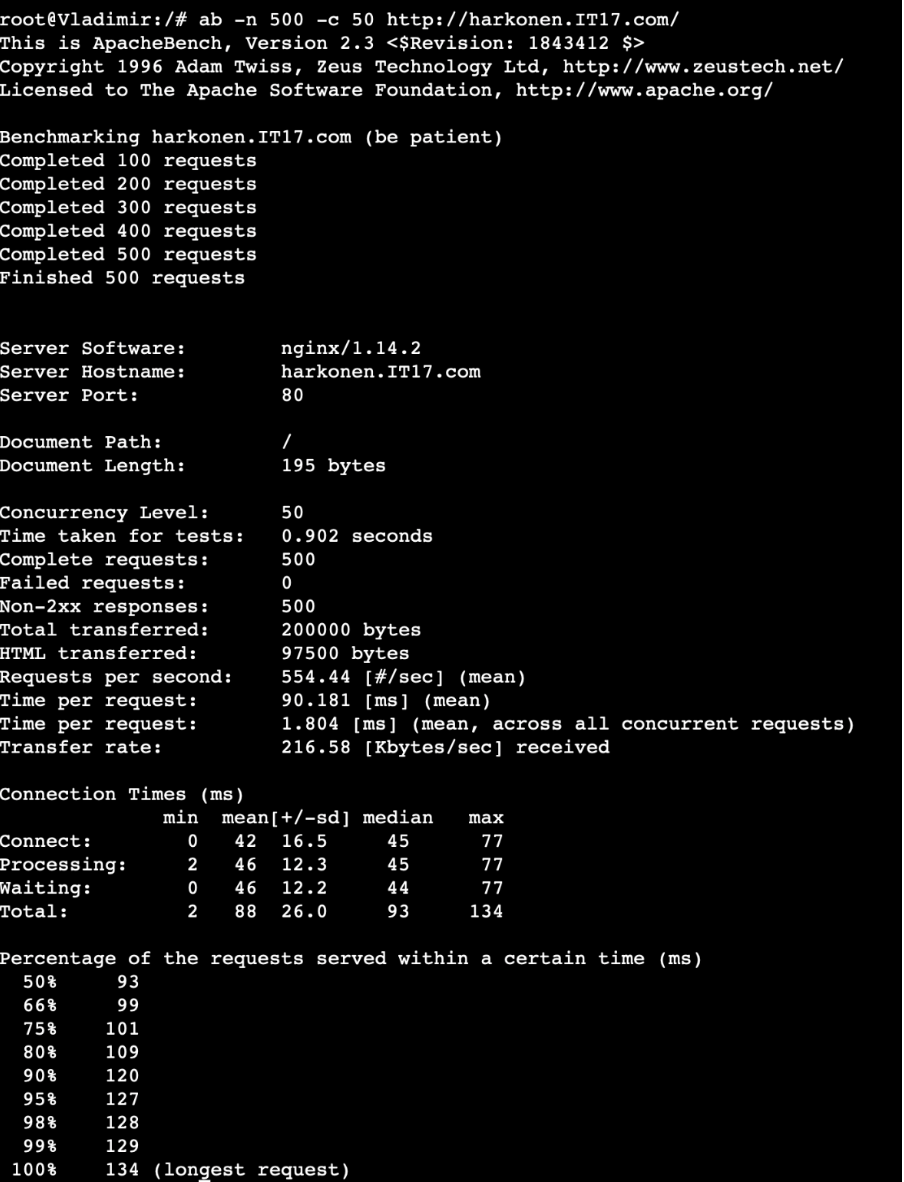 root@Vladimir:/# ab -n 500 -c 50 http://harkonen.IT17.com/
This is ApacheBench, Version 2.3 <$Revision: 1843412 $>
Copyright 1996 Adam Twiss, Zeus Technology Ltd, http://www.zeustech.net/
Licensed to The Apache Software Foundation, http://www.apache.org/

Benchmarking harkonen.IT17.com (be patient)
Completed 100 requests
Completed 200 requests
Completed 300 requests
Completed 400 requests
Completed 500 requests
Finished 500 requests


Server Software:        nginx/1.14.2
Server Hostname:        harkonen.IT17.com
Server Port:            80

Document Path:          /
Document Length:        195 bytes

Concurrency Level:      50
Time taken for tests:   0.902 seconds
Complete requests:      500
Failed requests:        0
Non-2xx responses:      500
Total transferred:      200000 bytes
HTML transferred:       97500 bytes
Requests per second:    554.44 [#/sec] (mean)
Time per request:       90.181 [ms] (mean)
Time per request:       1.804 [ms] (mean, across all concurrent requests)
Transfer rate:          216.58 [Kbytes/sec] received

Connection Times (ms)
              min  mean[+/-sd] median   max
Connect:        0   42  16.5     45      77
Processing:     2   46  12.3     45      77
Waiting:        0   46  12.2     44      77
Total:          2   88  26.0     93     134

Percentage of the requests served within a certain time (ms)
  50%     93
  66%     99
  75%    101
  80%    109
  90%    120
  95%    127
  98%    128
  99%    129
 100%    134 (longest request)